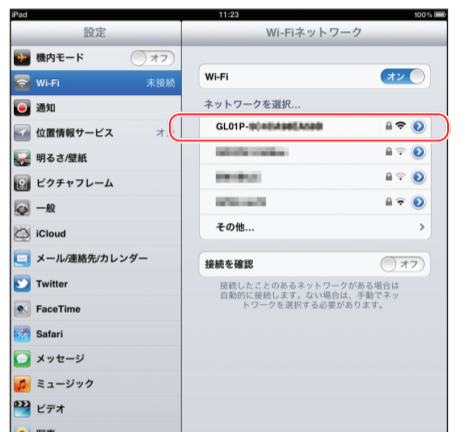 iPad
11:23
100%
設定
Wi-Fiネットワーク
機内モード
オフ
Wi-Fi
未接続
通知
位置情報サービス
明るさ/壁紙
ピクチャフレーム
一般
iCloud
メール/連絡先/カレンダー
Twitter
FaceTime
Safari
メッセージ
ミュージック
ビデオ
Wi-Fi
オン
ネットワークを選択...
GL01P-
その他...
接続を確認
オフ
接続したことのあるネットワークがある場合は
自動的に接続します。ない場合は、手動でネッ
トワークを選択する必要があります。